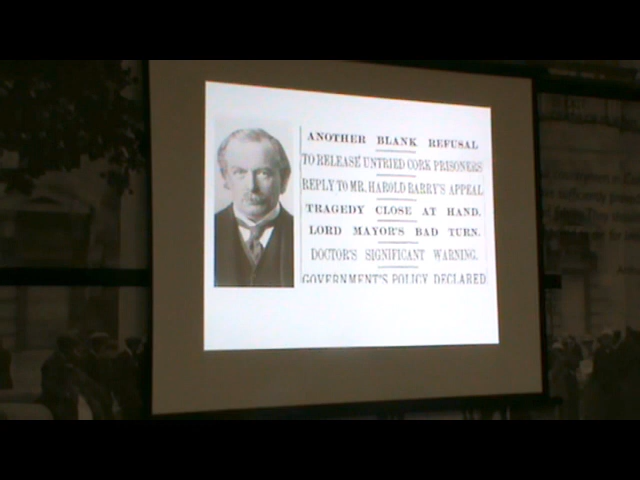 ANOTHER BLANK REFUSAL
TO RELEASE UNTRIED CORK PRISONERS
REPLY TO MR. HAROLD BARRY'S APPEAL
TRAGEDY CLOSE AT HAND.
LORD MAYOR'S BAD TURN.
DOCTOR'S SIGNIFICANT WARNING.
GOVERNMENT'S POLICY DECLARED